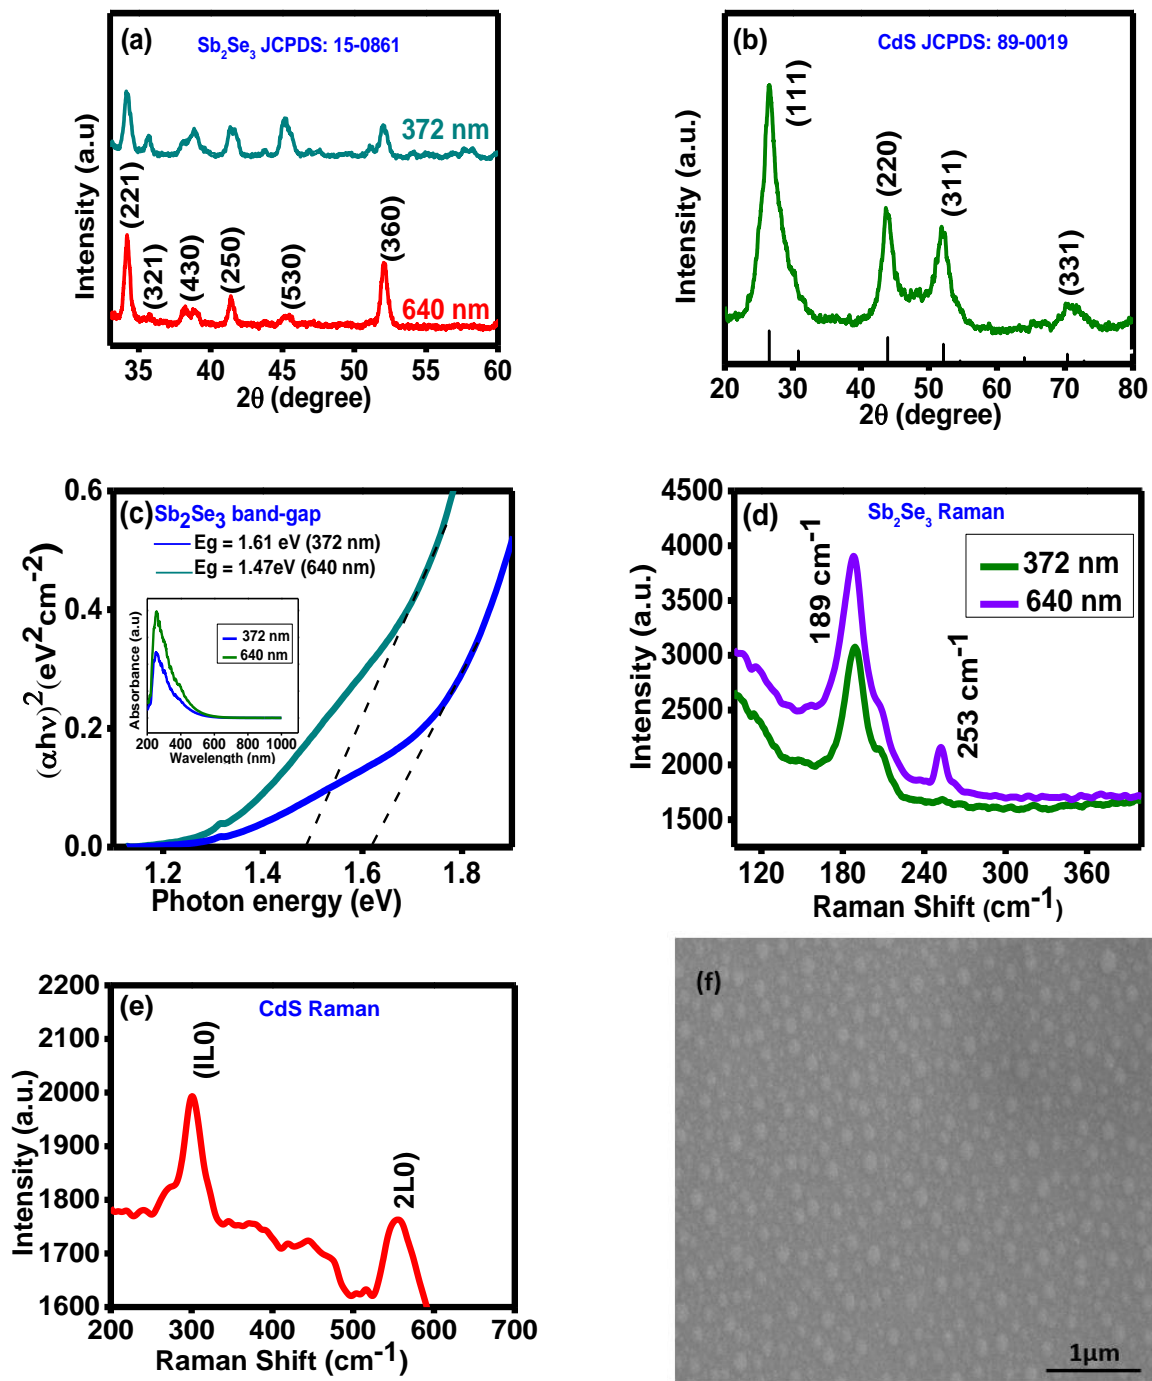 (a)
Sb2Se3 JCPDS: 15-0861
372 nm
(221)
(321)
(430)
(250)
(530)
(360)
640 nm
Intensity (a.u)
35 40 45 50 55 60
2θ (degree)
(b)
CdS JCPDS: 89-0019
(111)
(220)
(311)
(331)
Intensity (a.u.)
20 30 40 50 60 70 80
2θ (degree)
(c)
Sb2Se3 band-gap
Eg = 1.61 eV (372 nm)
Eg = 1.47eV (640 nm)
372 nm
640 nm
Absorbance (a.u)
200 400 600 800 1000
Wavelength (nm)
(αhν)2 (eV2cm-2)
0.6
0.4
0.2
0.0
1.2 1.4 1.6 1.8
Photon energy (eV)
(d)
Sb2Se3 Raman
372 nm
640 nm
189 cm-1
253 cm-1
Intensity (a.u.)
4500
4000
3500
3000
2500
2000
1500
120 180 240 300 360
Raman Shift (cm-1)
(e)
CdS Raman
(lL0)
2L0)
Intensity (a.u.)
2200
2100
2000
1900
1800
1700
1600
200 300 400 500 600 700
Raman Shift (cm-1)
(f)
1µm